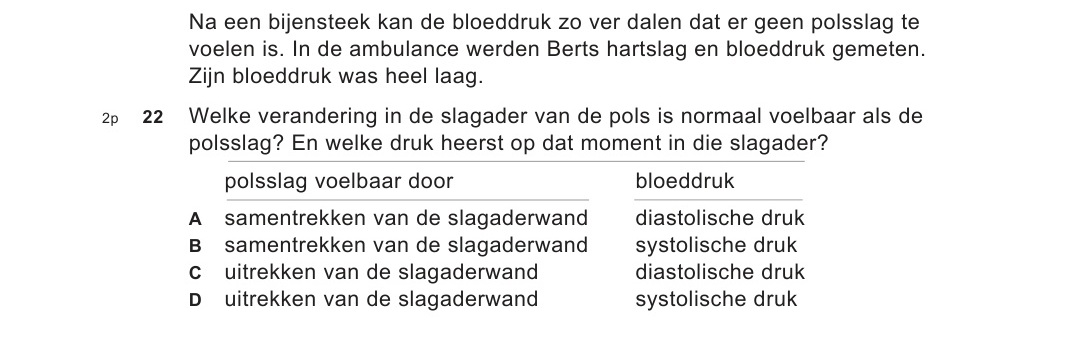 Na een bijensteek kan de bloeddruk zo ver dalen dat er geen polsslag te
voelen is. In de ambulance werden Berts hartslag en bloeddruk gemeten.
Zijn bloeddruk was heel laag.
2p 22 Welke verandering in de slagader van de pols is normaal voelbaar als de
polsslag? En welke druk heerst op dat moment in die slagader?
polsslag voelbaar door bloeddruk
A samentrekken van de slagaderwand diastolische druk
B samentrekken van de slagaderwand systolische druk
C uitrekken van de slagaderwand diastolische druk
D uitrekken van de slagaderwand systolische druk